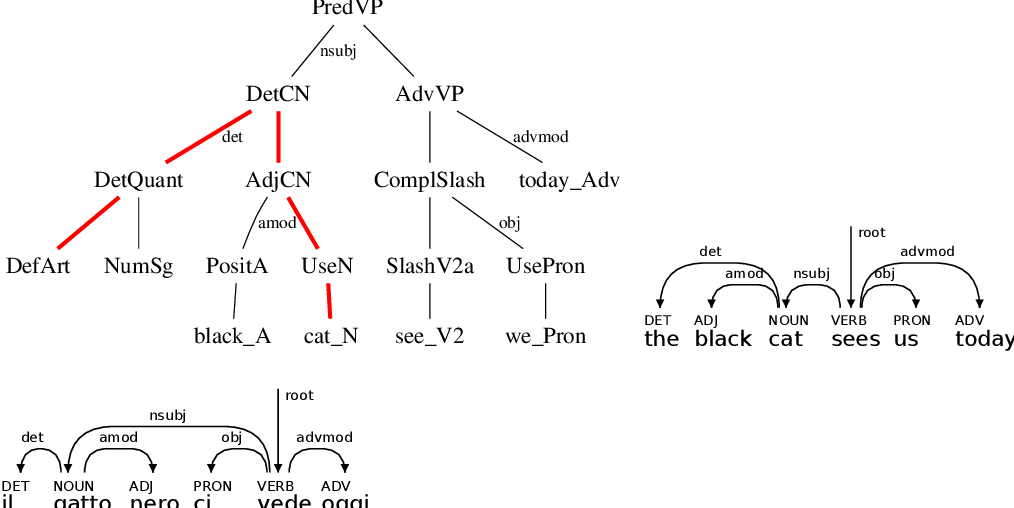 PredVP
nsubj
DetCN AdvVP
det advmod
DetQuant AdjCN ComplSlash today_Adv
amod obj
DefArt NumSg PositA UseN SlashV2a UsePron
black_A cat_N see_V2 we_Pron
root
det advmod
amod nsubj obj
DET ADJ NOUN VERB PRON ADV
the black cat sees us today
root
nsubj
det amod obj advmod
DET NOUN ADJ PRON VERB ADV
il gatto nero ci vede oggi